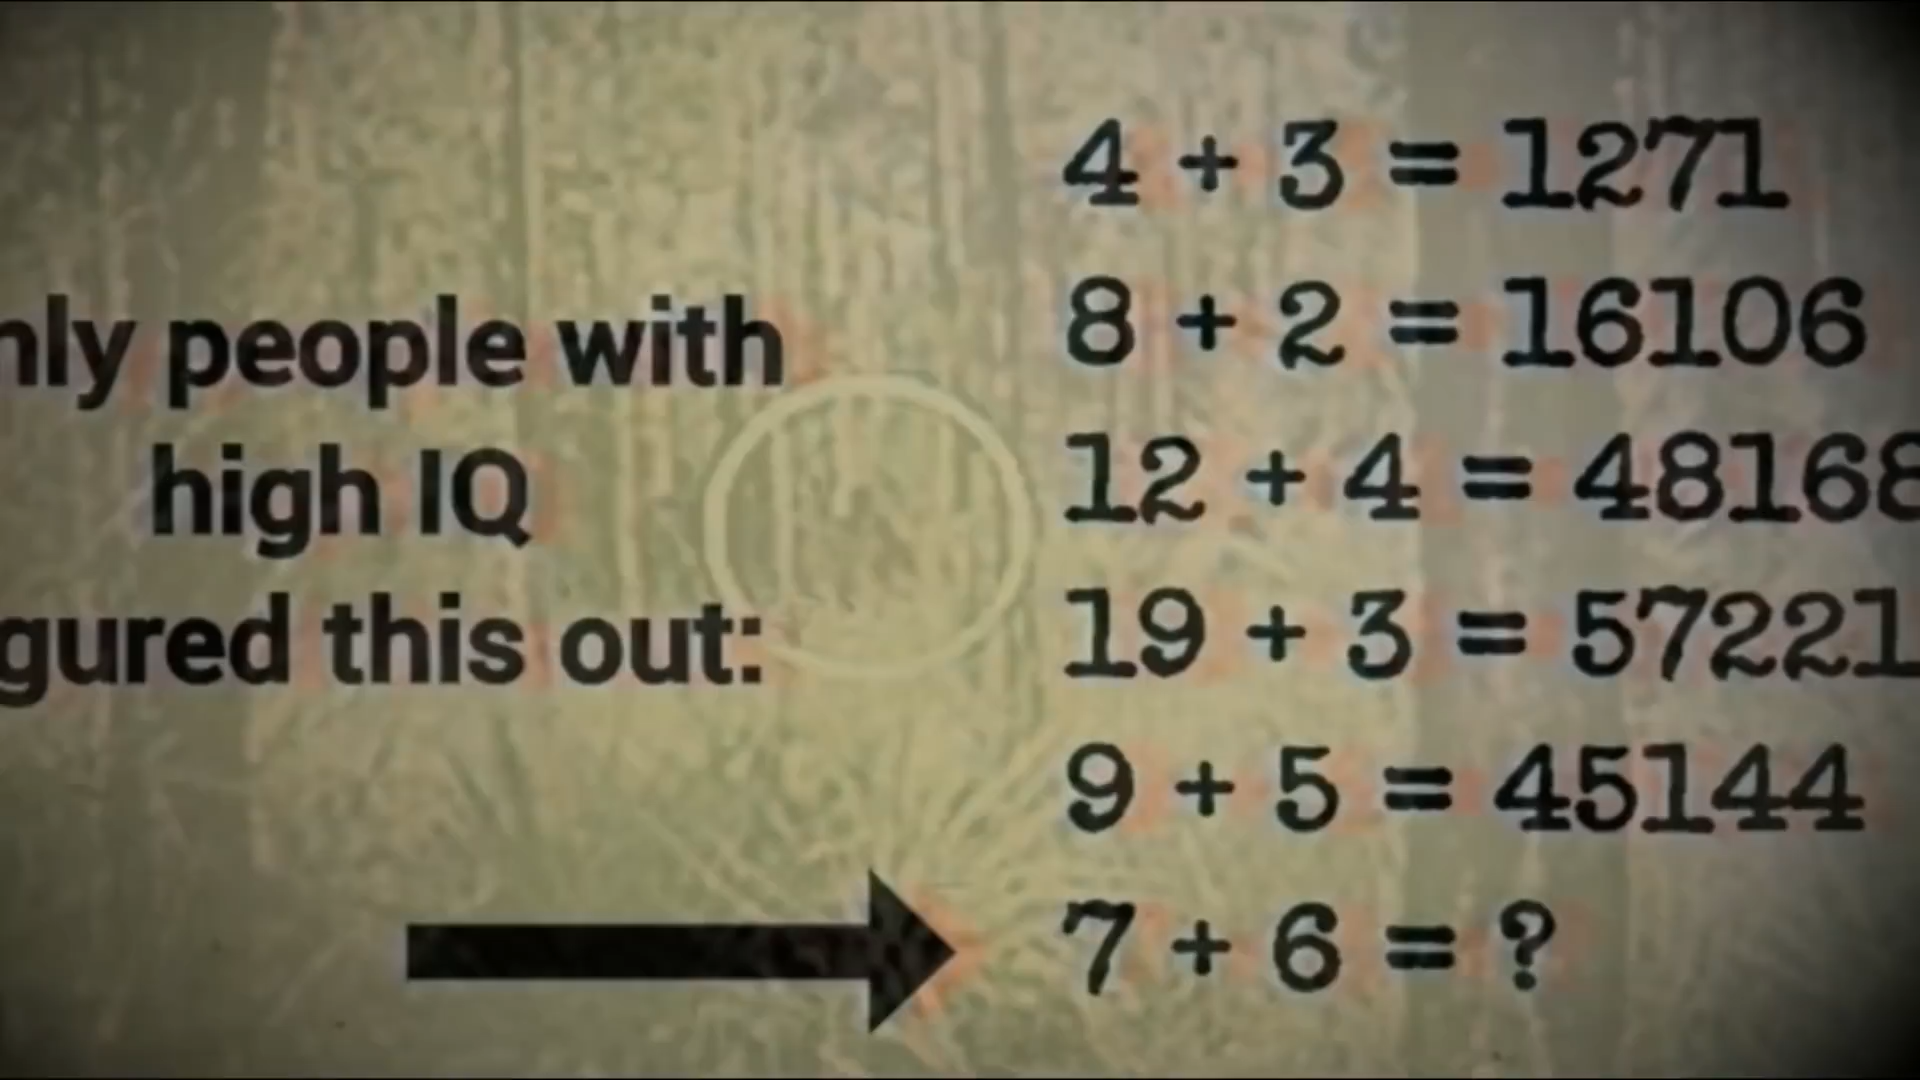 nly people with
high IQ
gured this out:
4 + 3 = 1271
8 + 2 = 16106
12 + 4 = 48168
19 + 3 = 57221
9 + 5 = 45144
7 + 6 = ?